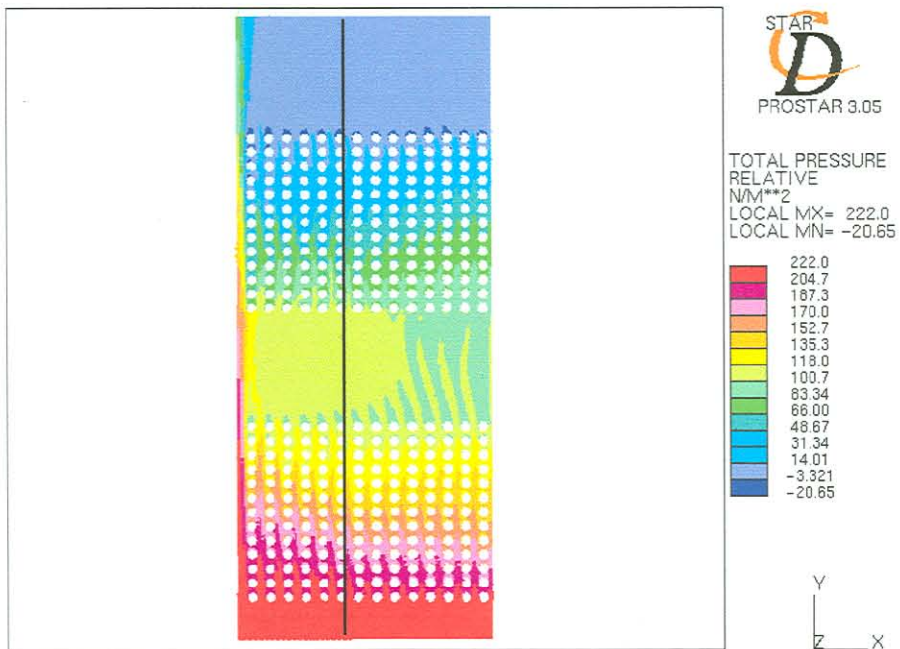 STAR
D
PROSTAR 3.05
TOTAL PRESSURE
RELATIVE
N/M**2
LOCAL MX= 222.0
LOCAL MN= -20.65
222.0
204.7
187.3
170.0
152.7
135.3
118.0
100.7
83.34
66.00
48.67
31.34
14.01
-3.321
-20.65
Y
Z X